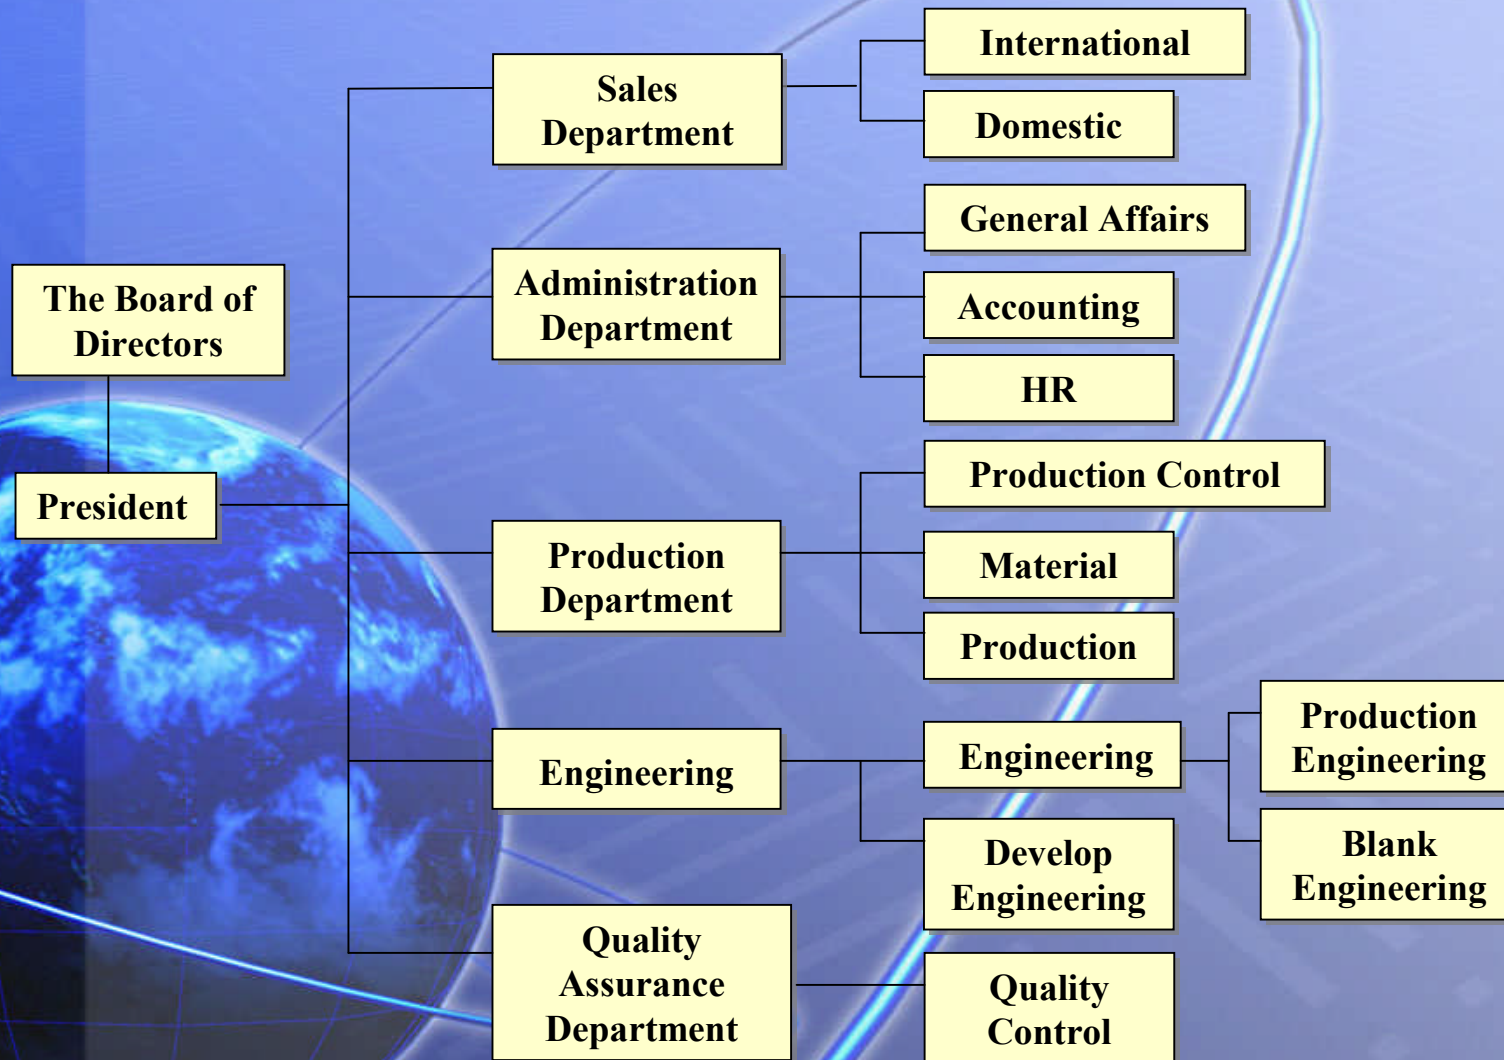 The Board of
Directors
President
Sales
Department
International
Domestic
Administration
Department
General Affairs
Accounting
HR
Production
Department
Production Control
Material
Production
Engineering
Engineering
Production
Engineering
Blank
Engineering
Develop
Engineering
Quality
Assurance
Department
Quality
Control